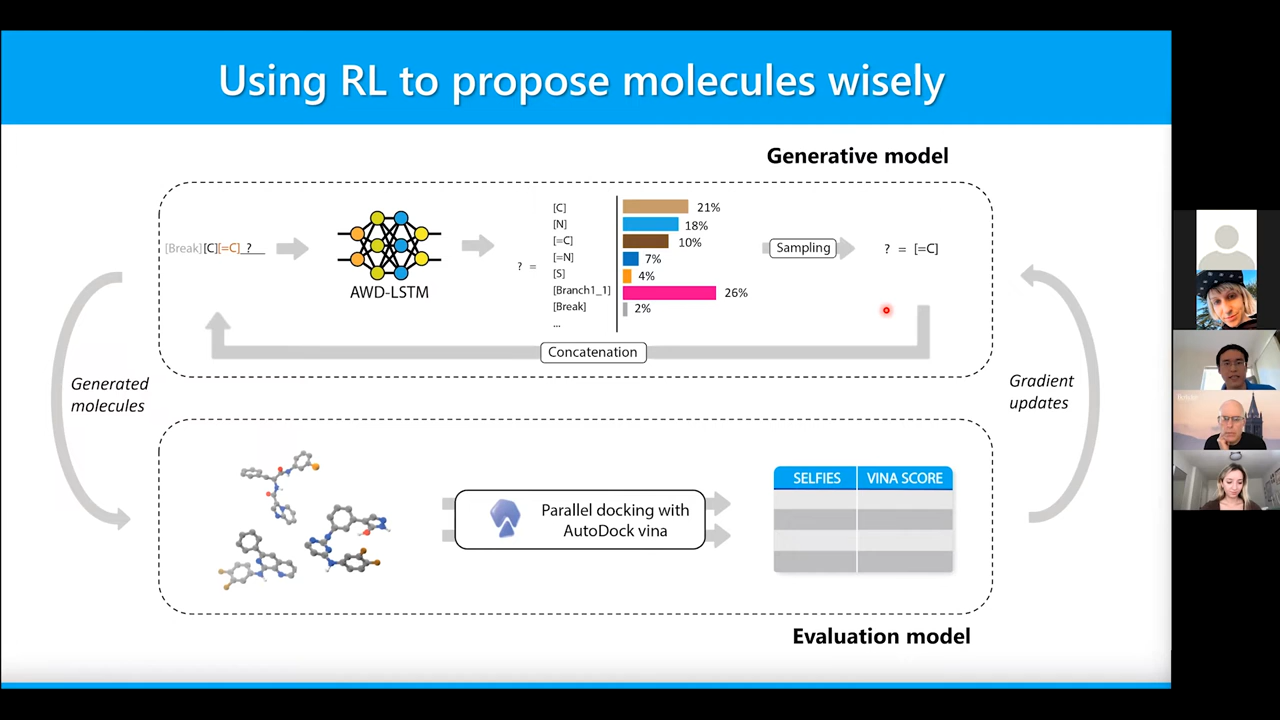 Using RL to propose molecules wisely
Generative model
[Break][C][=C] ?
AWD-LSTM
? =
[C] 21%
[N] 18%
[=C] 10%
[=N] 7%
[S] 4%
[Branch1_1] 26%
[Break] 2%
...
Sampling
? = [=C]
Concatenation
Generated
molecules
Gradient
updates
Parallel docking with
AutoDock vina
SELFIES VINA SCORE
Evaluation model